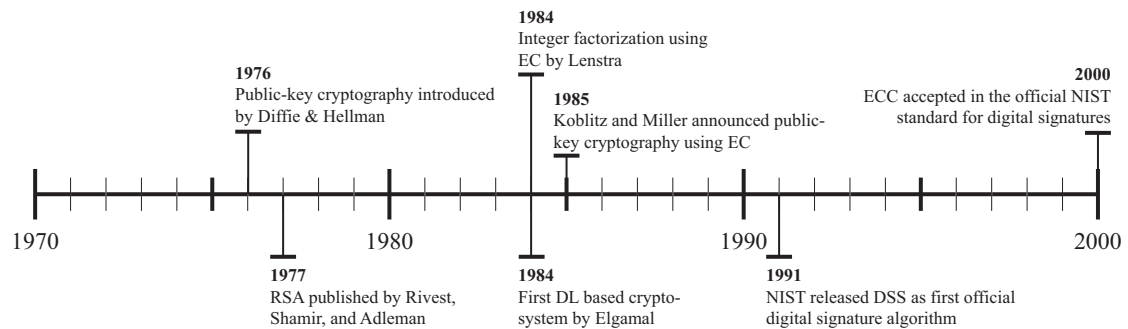 1984
Integer factorization using
EC by Lenstra
1976
Public-key cryptography introduced
by Diffie & Hellman
1985
Koblitz and Miller announced public-
key cryptography using EC
2000
ECC accepted in the official NIST
standard for digital signatures
1970
1980
1990
2000
1977
RSA published by Rivest,
Shamir, and Adleman
1984
First DL based crypto-
system by Elgamal
1991
NIST released DSS as first official
digital signature algorithm